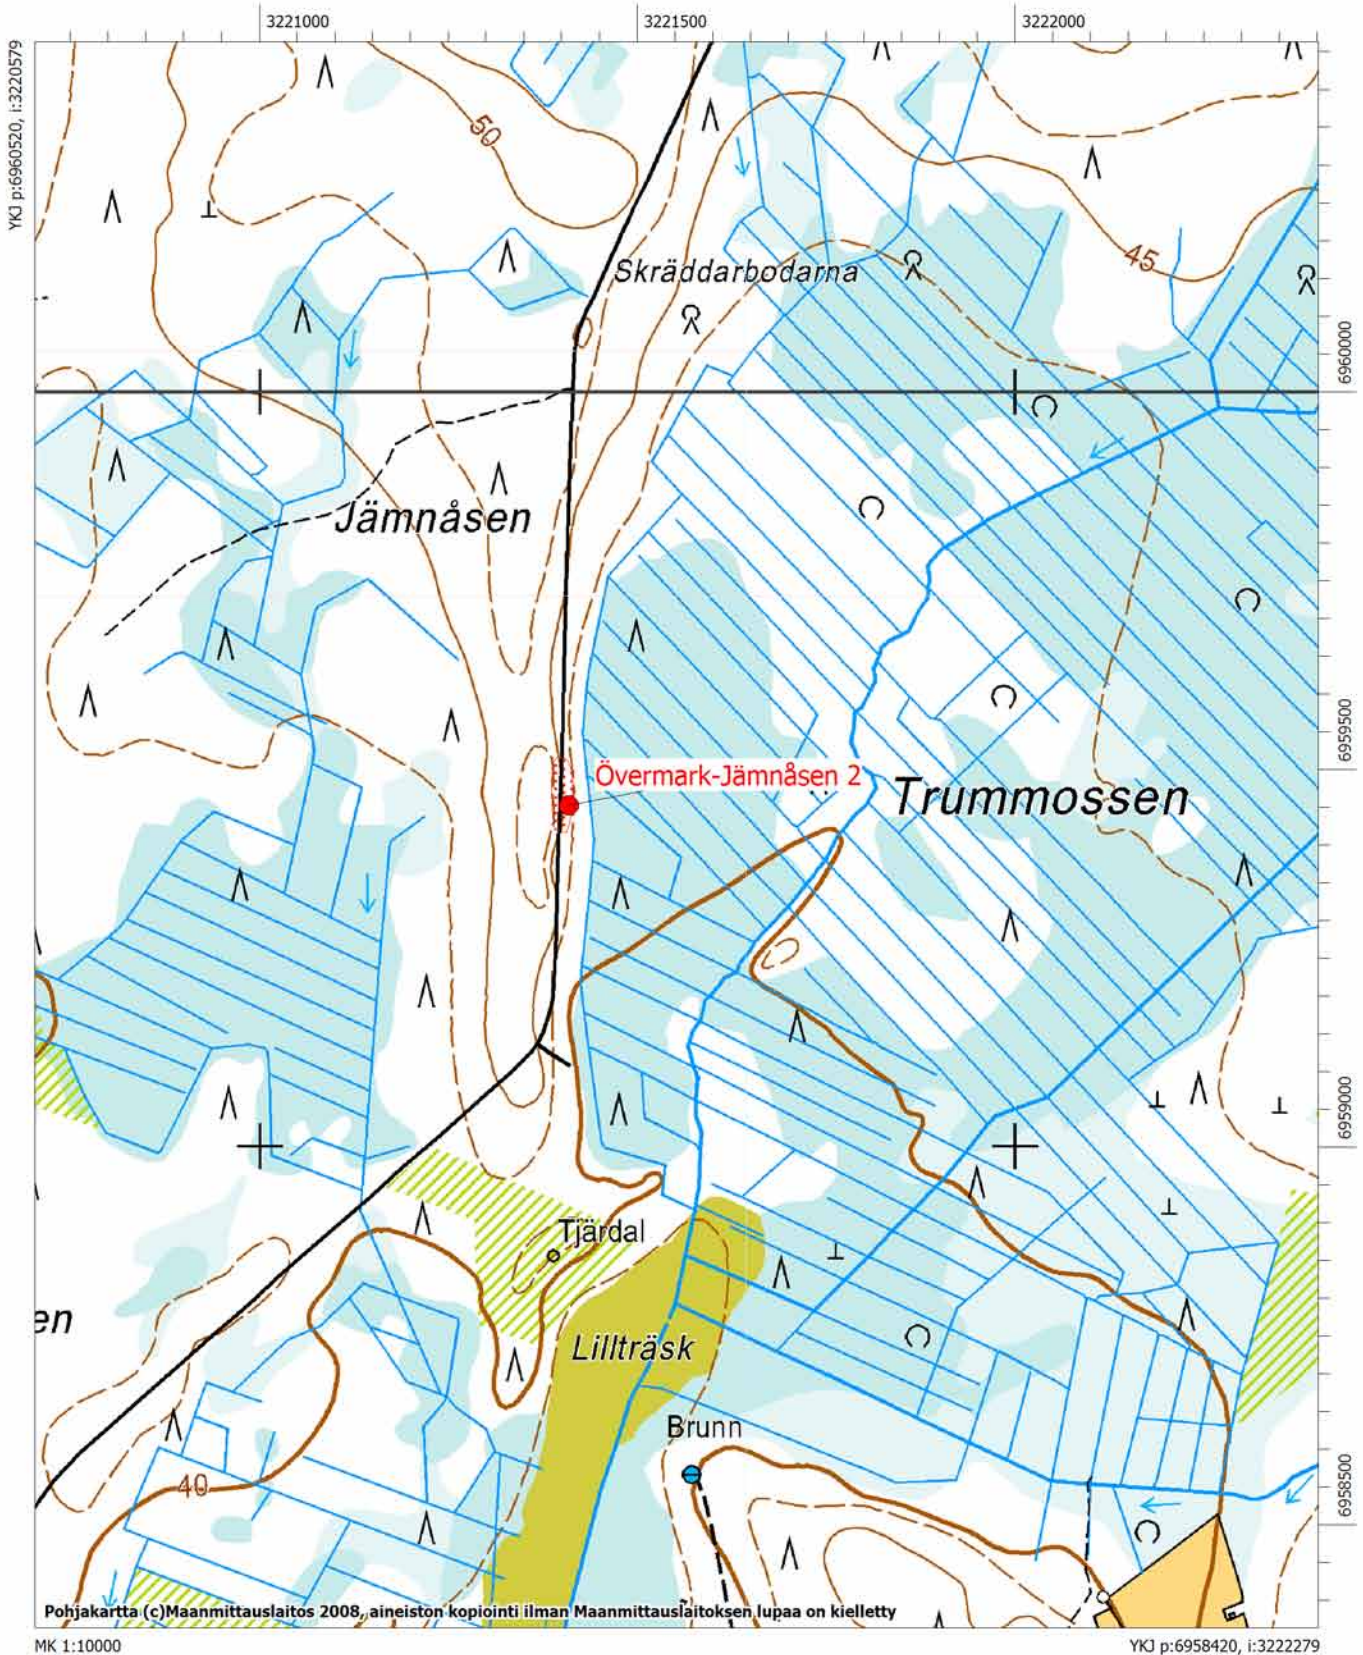 3221000
3221500
3222000
YKJ p:6960520, i:3220579
50
45
Skräddarbodarna
6960000
Jämnåsen
6959500
Övermark-Jämnåsen 2
Trummossen
6959000
Tjärdal
en
Lillträsk
Brunn
40
6958500
Pohjakartta (c)Maanmittauslaitos 2008, aineiston kopiointi ilman Maanmittauslaitoksen lupaa on kielletty
MK 1:10000
YKJ p:6958420, i:3222279